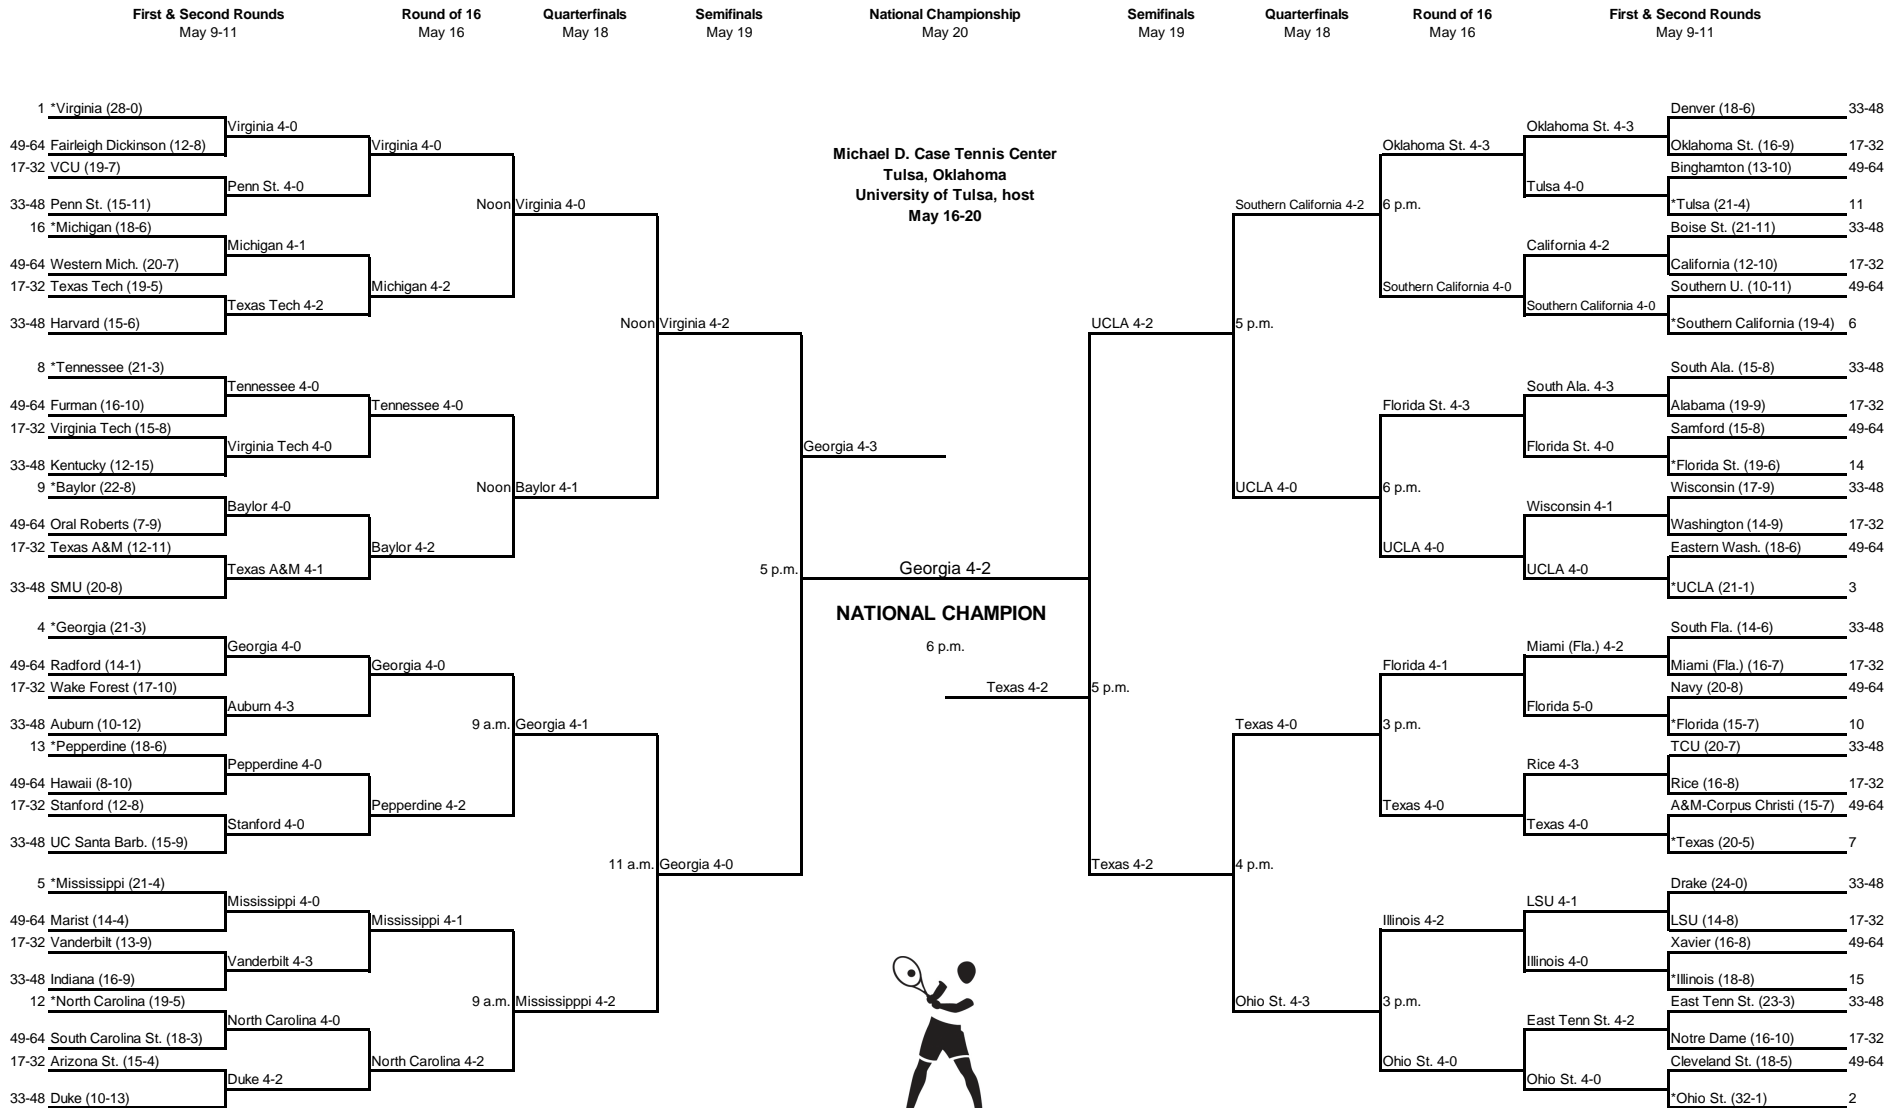 First & Second Rounds
May 9-11
Round of 16
May 16
Quarterfinals
May 18
Semifinals
May 19
National Championship
May 20
Semifinals
May 19
Quarterfinals
May 18
Round of 16
May 16
First & Second Rounds
May 9-11
1 *Virginia (28-0)
49-64 Fairleigh Dickinson (12-8)
17-32 VCU (19-7)
33-48 Penn St. (15-11)
16 *Michigan (18-6)
49-64 Western Mich. (20-7)
17-32 Texas Tech (19-5)
33-48 Harvard (15-6)
8 *Tennessee (21-3)
49-64 Furman (16-10)
17-32 Virginia Tech (15-8)
33-48 Kentucky (12-15)
9 *Baylor (22-8)
49-64 Oral Roberts (7-9)
17-32 Texas A&M (12-11)
33-48 SMU (20-8)
4 *Georgia (21-3)
49-64 Radford (14-1)
17-32 Wake Forest (17-10)
33-48 Auburn (10-12)
13 *Pepperdine (18-6)
49-64 Hawaii (8-10)
17-32 Stanford (12-8)
33-48 UC Santa Barb. (15-9)
5 *Mississippi (21-4)
49-64 Marist (14-4)
17-32 Vanderbilt (13-9)
33-48 Indiana (16-9)
12 *North Carolina (19-5)
49-64 South Carolina St. (18-3)
17-32 Arizona St. (15-4)
33-48 Duke (10-13)
Virginia 4-0
Penn St. 4-0
Michigan 4-1
Texas Tech 4-2
Tennessee 4-0
Virginia Tech 4-0
Baylor 4-0
Texas A&M 4-1
Georgia 4-0
Auburn 4-3
Pepperdine 4-0
Stanford 4-0
Mississippi 4-0
Vanderbilt 4-3
North Carolina 4-0
Duke 4-2
Virginia 4-0
Michigan 4-2
Tennessee 4-0
Baylor 4-2
Georgia 4-0
Pepperdine 4-2
Mississippi 4-1
North Carolina 4-2
Noon Virginia 4-0
Noon Baylor 4-1
9 a.m. Georgia 4-1
9 a.m. Mississipppi 4-2
Noon Virginia 4-2
11 a.m. Georgia 4-0
5 p.m.
Michael D. Case Tennis Center
Tulsa, Oklahoma
University of Tulsa, host
May 16-20
Georgia 4-3
Georgia 4-2
NATIONAL CHAMPION
6 p.m.
Texas 4-2
5 p.m.
UCLA 4-2
Texas 4-2
Southern California 4-2
5 p.m.
UCLA 4-0
Texas 4-0
4 p.m.
Ohio St. 4-3
Oklahoma St. 4-3
6 p.m.
Southern California 4-0
Florida St. 4-3
6 p.m.
UCLA 4-0
Florida 4-1
3 p.m.
Texas 4-0
Illinois 4-2
3 p.m.
Ohio St. 4-0
Oklahoma St. 4-3
Tulsa 4-0
California 4-2
Southern California 4-0
South Ala. 4-3
Florida St. 4-0
Wisconsin 4-1
UCLA 4-0
Miami (Fla.) 4-2
Florida 5-0
Rice 4-3
Texas 4-0
LSU 4-1
Illinois 4-0
East Tenn St. 4-2
Ohio St. 4-0
Denver (18-6) 33-48
Oklahoma St. (16-9) 17-32
Binghamton (13-10) 49-64
*Tulsa (21-4) 11
Boise St. (21-11) 33-48
California (12-10) 17-32
Southern U. (10-11) 49-64
*Southern California (19-4) 6
South Ala. (15-8) 33-48
Alabama (19-9) 17-32
Samford (15-8) 49-64
*Florida St. (19-6) 14
Wisconsin (17-9) 33-48
Washington (14-9) 17-32
Eastern Wash. (18-6) 49-64
*UCLA (21-1) 3
South Fla. (14-6) 33-48
Miami (Fla.) (16-7) 17-32
Navy (20-8) 49-64
*Florida (15-7) 10
TCU (20-7) 33-48
Rice (16-8) 17-32
A&M-Corpus Christi (15-7) 49-64
*Texas (20-5) 7
Drake (24-0) 33-48
LSU (14-8) 17-32
Xavier (16-8) 49-64
*Illinois (18-8) 15
East Tenn St. (23-3) 33-48
Notre Dame (16-10) 17-32
Cleveland St. (18-5) 49-64
*Ohio St. (32-1) 2